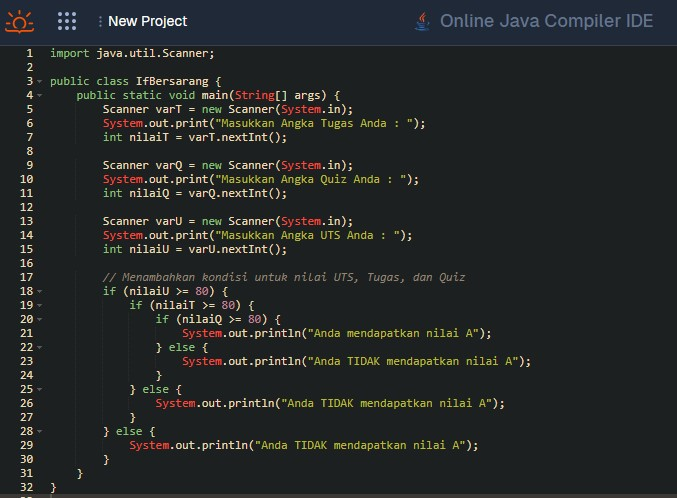 New Project
Online Java Compiler IDE
1 import java.util.Scanner;
2
3 public class IfBersarang {
4 public static void main(String[] args) {
5 Scanner varT = new Scanner(System.in);
6 System.out.print("Masukkan Angka Tugas Anda : ");
7 int nilaiT = varT.nextInt();
8
9 Scanner varQ = new Scanner(System.in);
10 System.out.print("Masukkan Angka Quiz Anda : ");
11 int nilaiQ = varQ.nextInt();
12
13 Scanner varU = new Scanner(System.in);
14 System.out.print("Masukkan Angka UTS Anda : ");
15 int nilaiU = varU.nextInt();
16
17 // Menambahkan kondisi untuk nilai UTS, Tugas, dan Quiz
18 if (nilaiU >= 80) {
19 if (nilaiT >= 80) {
20 if (nilaiQ >= 80) {
21 System.out.println("Anda mendapatkan nilai A");
22 } else {
23 System.out.println("Anda TIDAK mendapatkan nilai A");
24 }
25 } else {
26 System.out.println("Anda TIDAK mendapatkan nilai A");
27 }
28 } else {
29 System.out.println("Anda TIDAK mendapatkan nilai A");
30 }
31 }
32 }